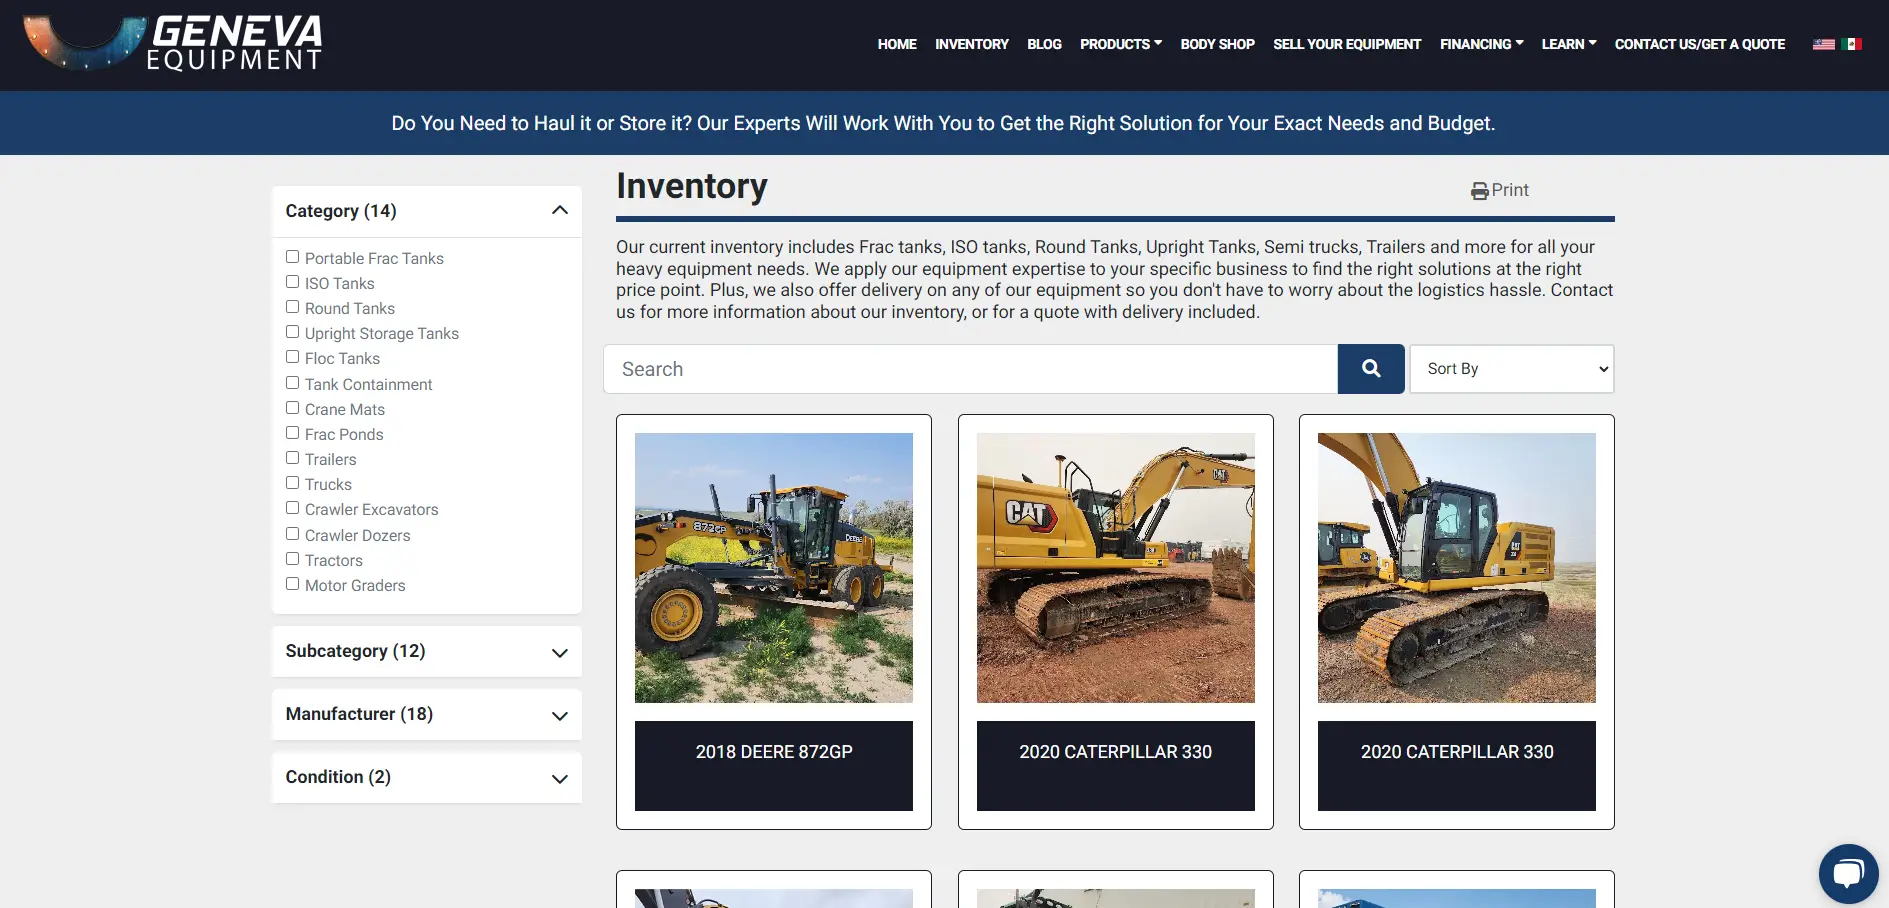 GENEVA
EQUIPMENT
HOME INVENTORY BLOG PRODUCTS BODY SHOP SELL YOUR EQUIPMENT FINANCING LEARN CONTACT US/GET A QUOTE
Do You Need to Haul it or Store it? Our Experts Will Work With You to Get the Right Solution for Your Exact Needs and Budget.
Category (14)
Portable Frac Tanks
ISO Tanks
Round Tanks
Upright Storage Tanks
Floc Tanks
Tank Containment
Crane Mats
Frac Ponds
Trailers
Trucks
Crawler Excavators
Crawler Dozers
Tractors
Motor Graders
Subcategory (12)
Manufacturer (18)
Condition (2)
Inventory
Print
Our current inventory includes Frac tanks, ISO tanks, Round Tanks, Upright Tanks, Semi trucks, Trailers and more for all your
heavy equipment needs. We apply our equipment expertise to your specific business to find the right solutions at the right
price point. Plus, we also offer delivery on any of our equipment so you don't have to worry about the logistics hassle. Contact
us for more information about our inventory, or for a quote with delivery included.
Search
Sort By
872GP
DEERE
CAT
CAT
CAT
2018 DEERE 872GP
2020 CATERPILLAR 330
2020 CATERPILLAR 330